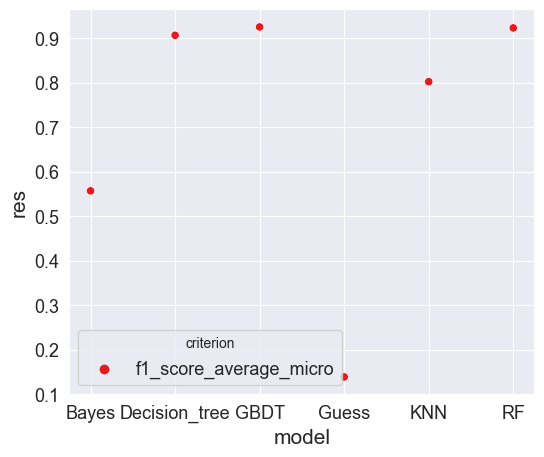 0.9
0.8
0.7
0.6
0.5
0.4
0.3
0.2
0.1
res
criterion
f1_score_average_micro
Bayes Decision_tree GBDT Guess KNN RF
model